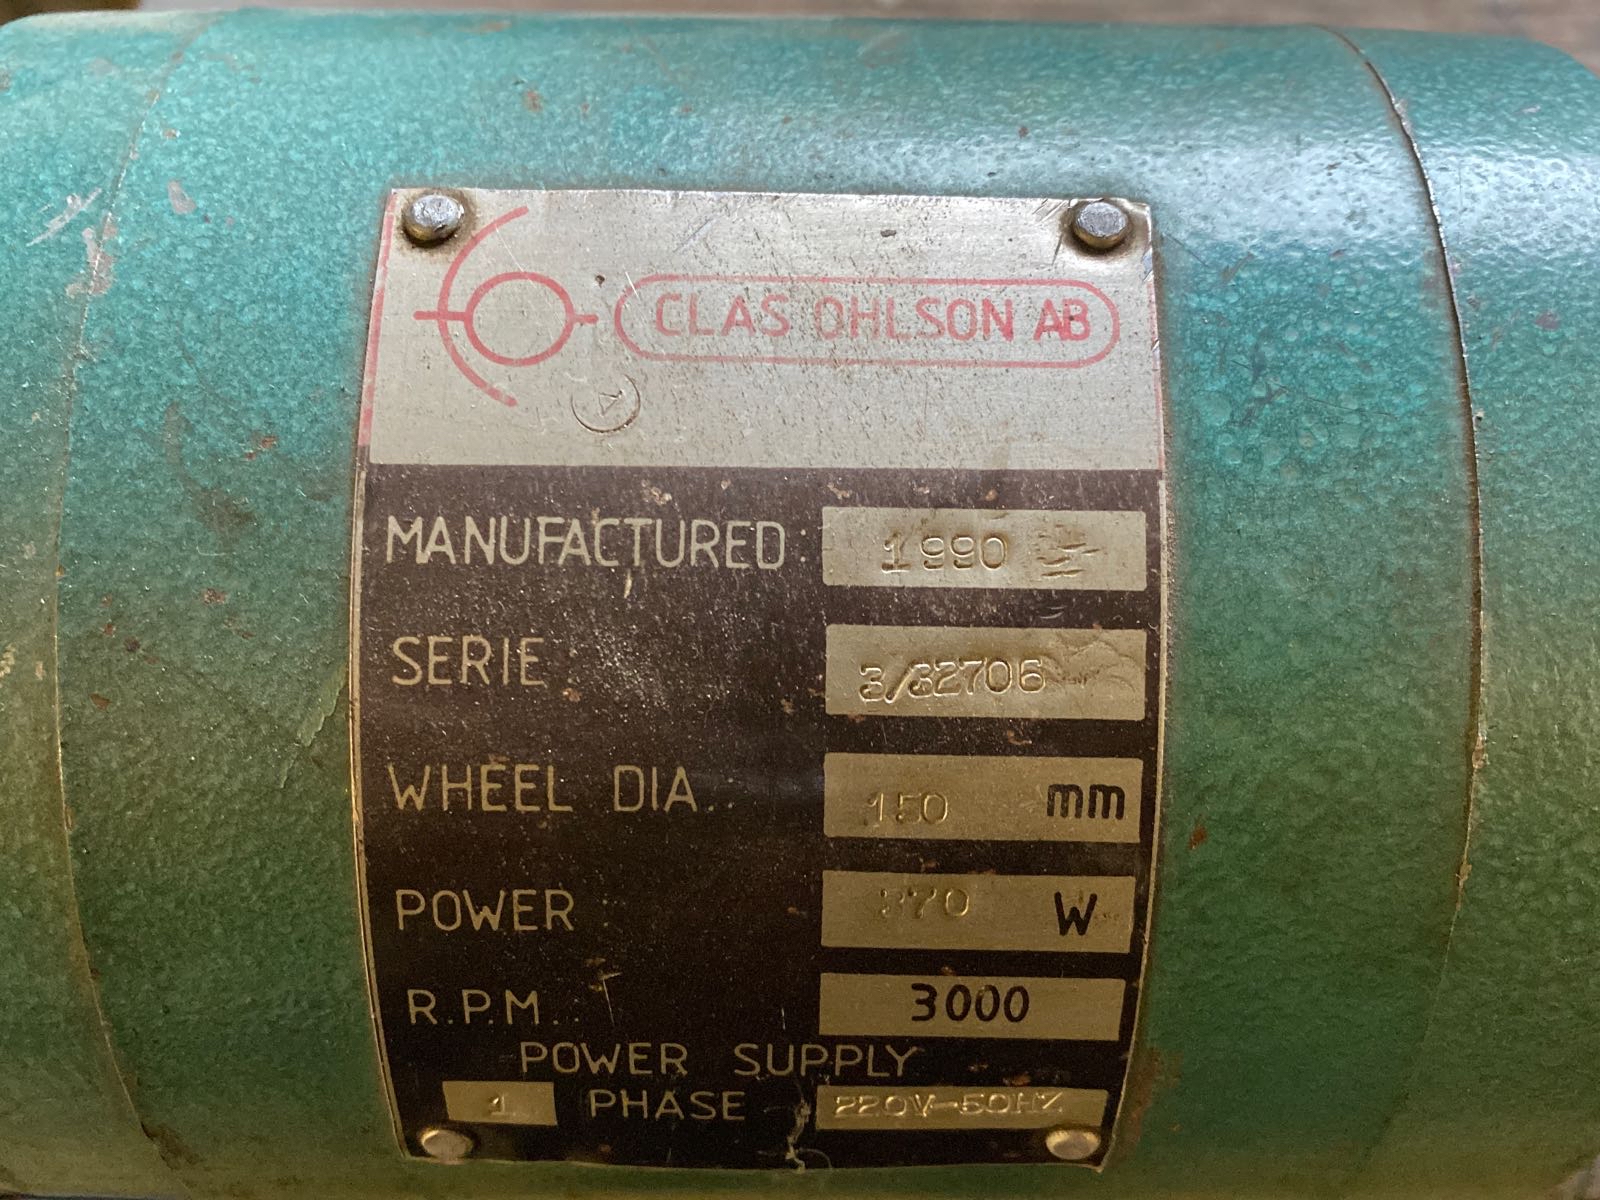 CLAS OHLSON AB
A
MANUFACTURED: 1990
SERIE: 3/32706
WHEEL DIA.: 150 mm
POWER: 370 W
R.P.M.: 3000
POWER SUPPLY
1 PHASE 220V-50HZ